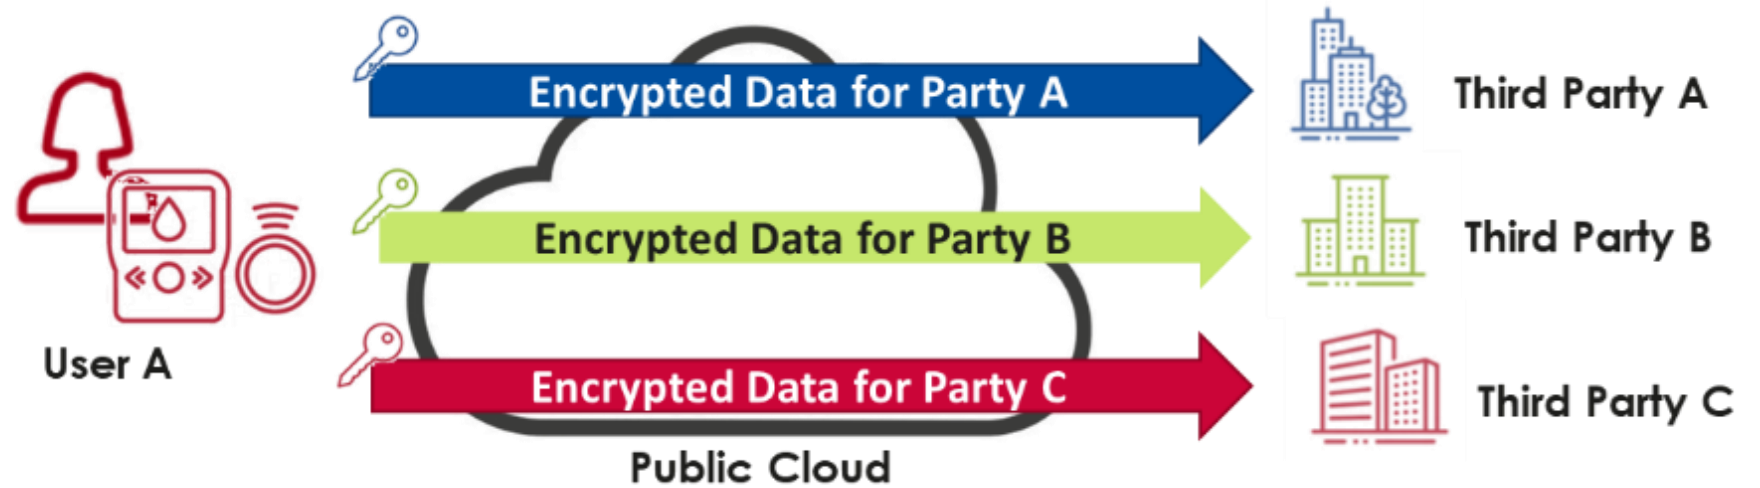 Encrypted Data for Party A
Third Party A
Encrypted Data for Party B
Third Party B
User A
Encrypted Data for Party C
Third Party C
Public Cloud